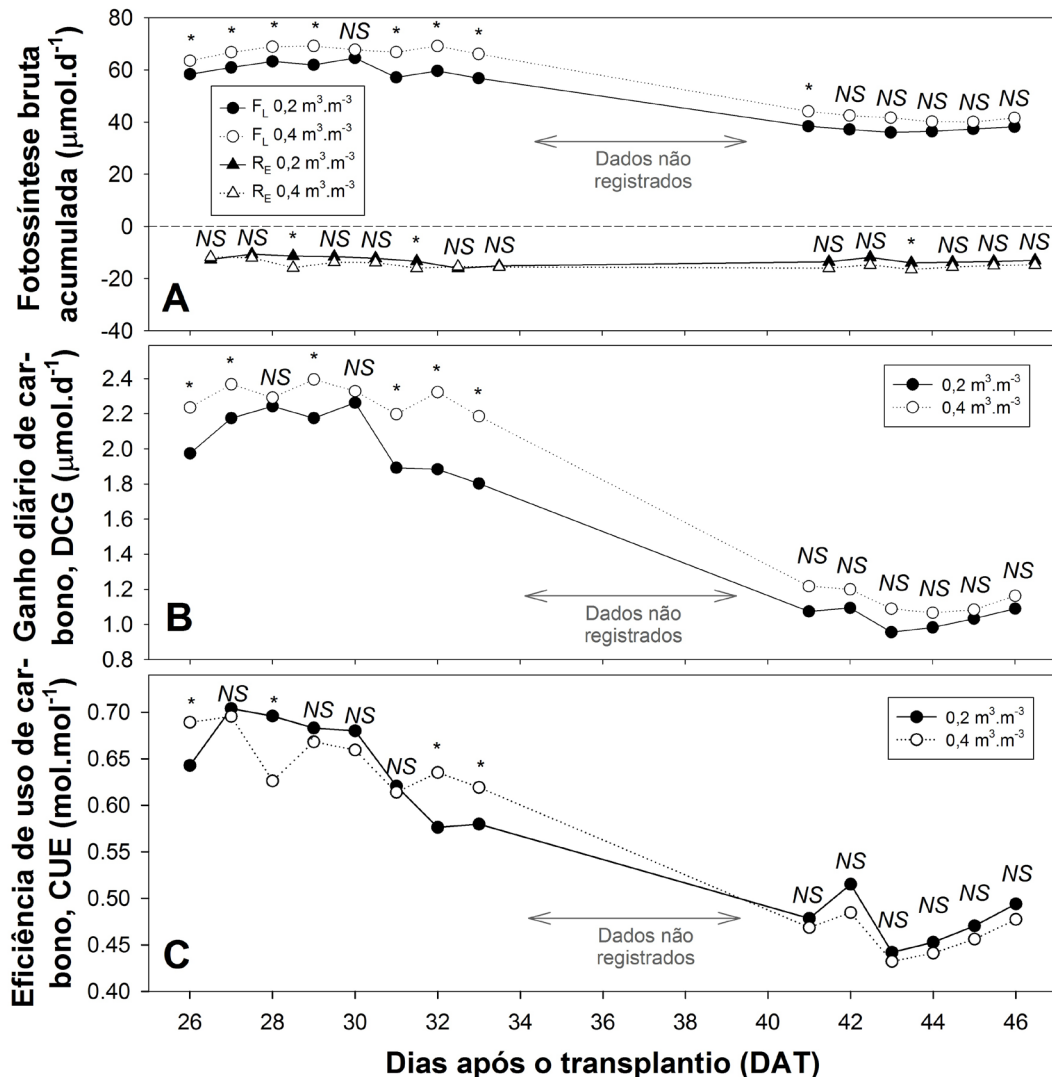 Fotossíntese bruta
acumulada (μmol.d⁻¹)
80
60
40
20
0
-20
-40
* * * * NS * * *
* NS NS NS NS NS
F_L 0,2 m³.m⁻³
F_L 0,4 m³.m⁻³
R_E 0,2 m³.m⁻³
R_E 0,4 m³.m⁻³
Dados não
registrados
NS NS * NS NS * NS NS
NS NS * NS NS NS
A
Ganho diário de car-
bono, DCG (μmol.d⁻¹)
2.4
2.2
2.0
1.8
1.6
1.4
1.2
1.0
0.8
* * NS * NS * * *
0,2 m³.m⁻³
0,4 m³.m⁻³
NS NS NS NS NS NS
Dados não
registrados
B
Eficiência de uso de car-
bono, CUE (mol.mol⁻¹)
0.70
0.65
0.60
0.55
0.50
0.45
0.40
* NS * NS NS NS * *
0,2 m³.m⁻³
0,4 m³.m⁻³
NS NS NS NS NS NS
Dados não
registrados
C
26 28 30 32 34 36 38 40 42 44 46
Dias após o transplantio (DAT)